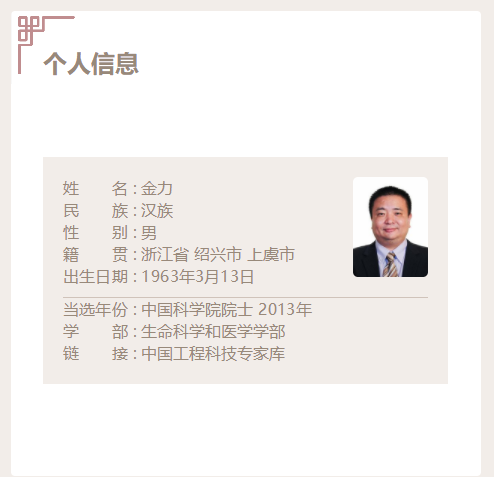 个人信息
姓 名 : 金力
民 族 : 汉族
性 别 : 男
籍 贯 : 浙江省 绍兴市 上虞市
出生日期 : 1963年3月13日
当选年份 : 中国科学院院士 2013年
学 部 : 生命科学和医学学部
链 接 : 中国工程科技专家库